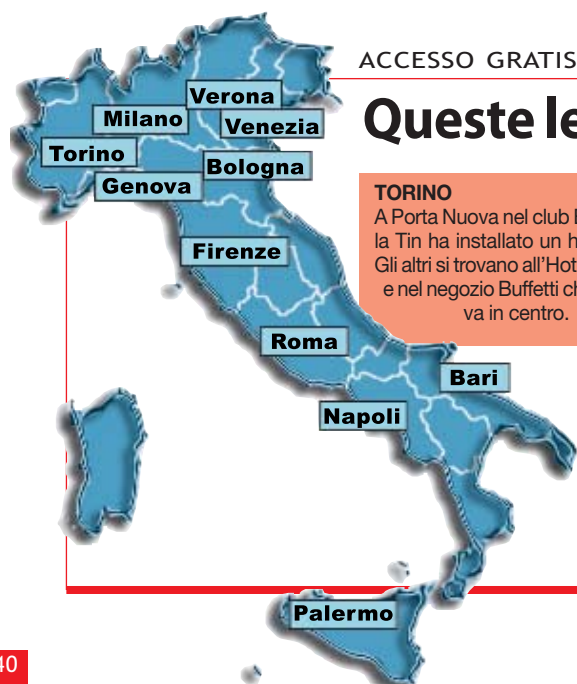 ACCESSO GRATIS
Queste le
TORINO
A Porta Nuova nel club
la Tin ha installato un
Gli altri si trovano all'Hot
e nel negozio Buffetti
va in centro.
Verona
Milano
Venezia
Torino
Bologna
Genova
Firenze
Roma
Bari
Napoli
Palermo
40